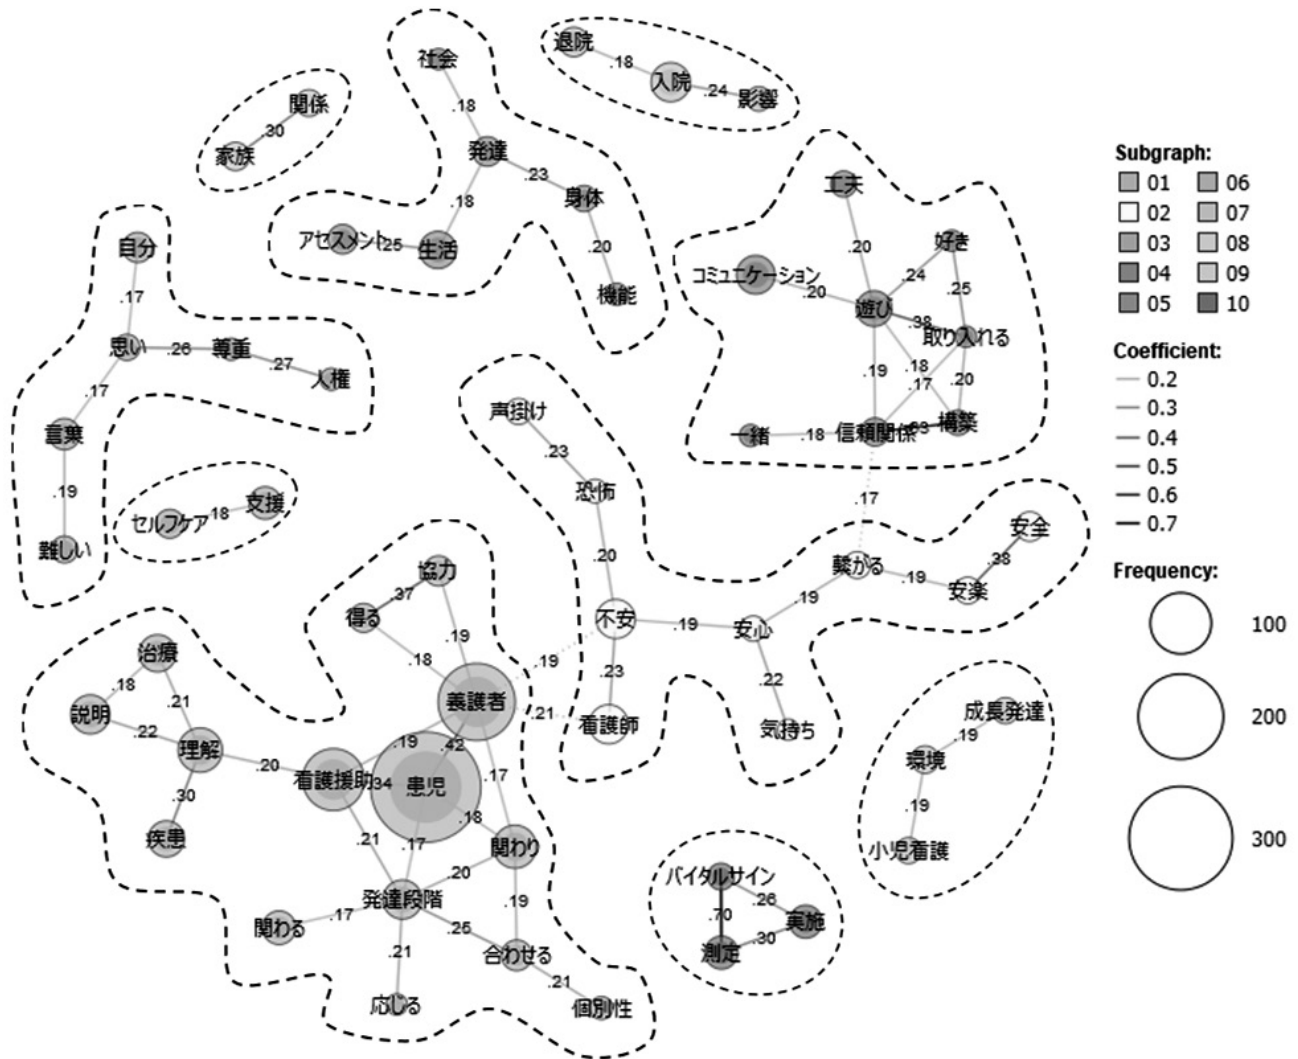 退院
.18
入院
.24
影響
社会
.18
発達
.23
身体
.18
.20
アセスメント
.25
生活
機能
関係
.30
家族
自分
.17
思い
.26
尊重
.27
人権
.17
言葉
.19
難しい
セルフケア
.18
支援
工夫
.20
好き
コミュニケーション
.20
.24
.25
遊び
.38
取り入れる
.19
.18
.17
.20
一緒
.18
信頼関係
構築
.17
声掛け
.23
恐怖
.20
不安
.19
安心
.19
繋がる
.19
安楽
.38
安全
.23
.22
看護師
気持ち
.19
.21
協力
.37
得る
.19
.18
養護者
治療
.18
.21
説明
.22
理解
.20
.30
疾患
看護援助
.19
.42
.34
患児
.17
.18
.21
.17
関わり
.20
発達段階
.17
関わる
.25
.19
.21
合わせる
.21
応じる
個別性
成長発達
.19
環境
.19
小児看護
バイタルサイン
.26
.70
実施
.30
測定
Subgraph:
01 06
02 07
03 08
04 09
05 10
Coefficient:
0.2
0.3
0.4
0.5
0.6
0.7
Frequency:
100
200
300